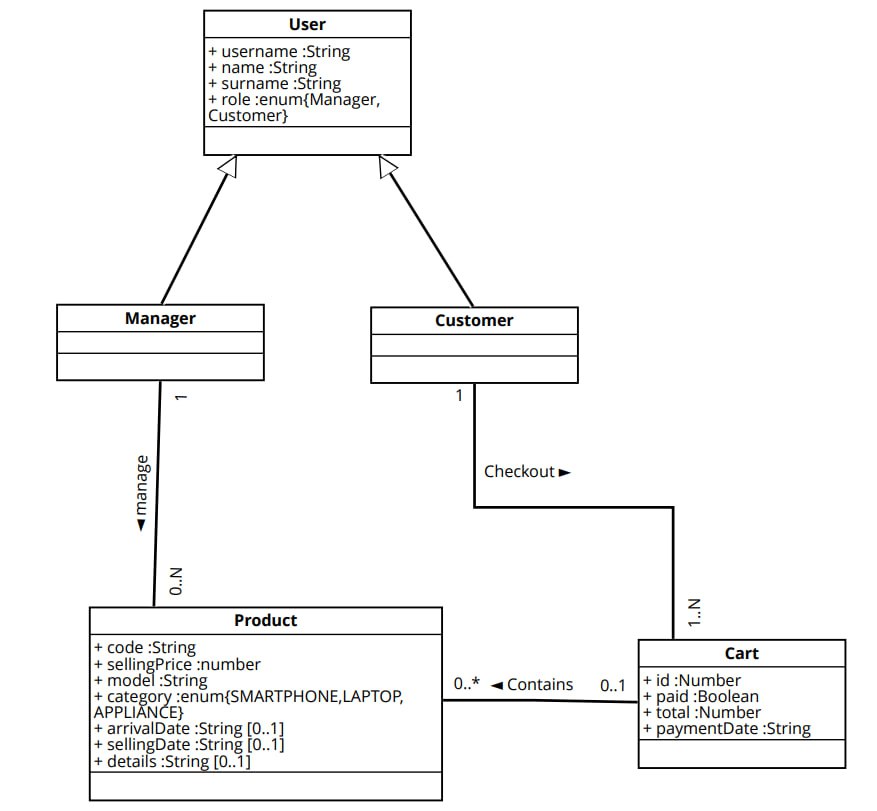 User
+ username :String
+ name :String
+ surname :String
+ role :enum{Manager,
Customer}
Manager
Customer
1
1
◄ manage
Checkout ►
0..N
1..N
Product
+ code :String
+ sellingPrice :number
+ model :String
+ category :enum{SMARTPHONE,LAPTOP,
APPLIANCE}
+ arrivalDate :String [0..1]
+ sellingDate :String [0..1]
+ details :String [0..1]
0..* ◄ Contains 0..1
Cart
+ id :Number
+ paid :Boolean
+ total :Number
+ paymentDate :String